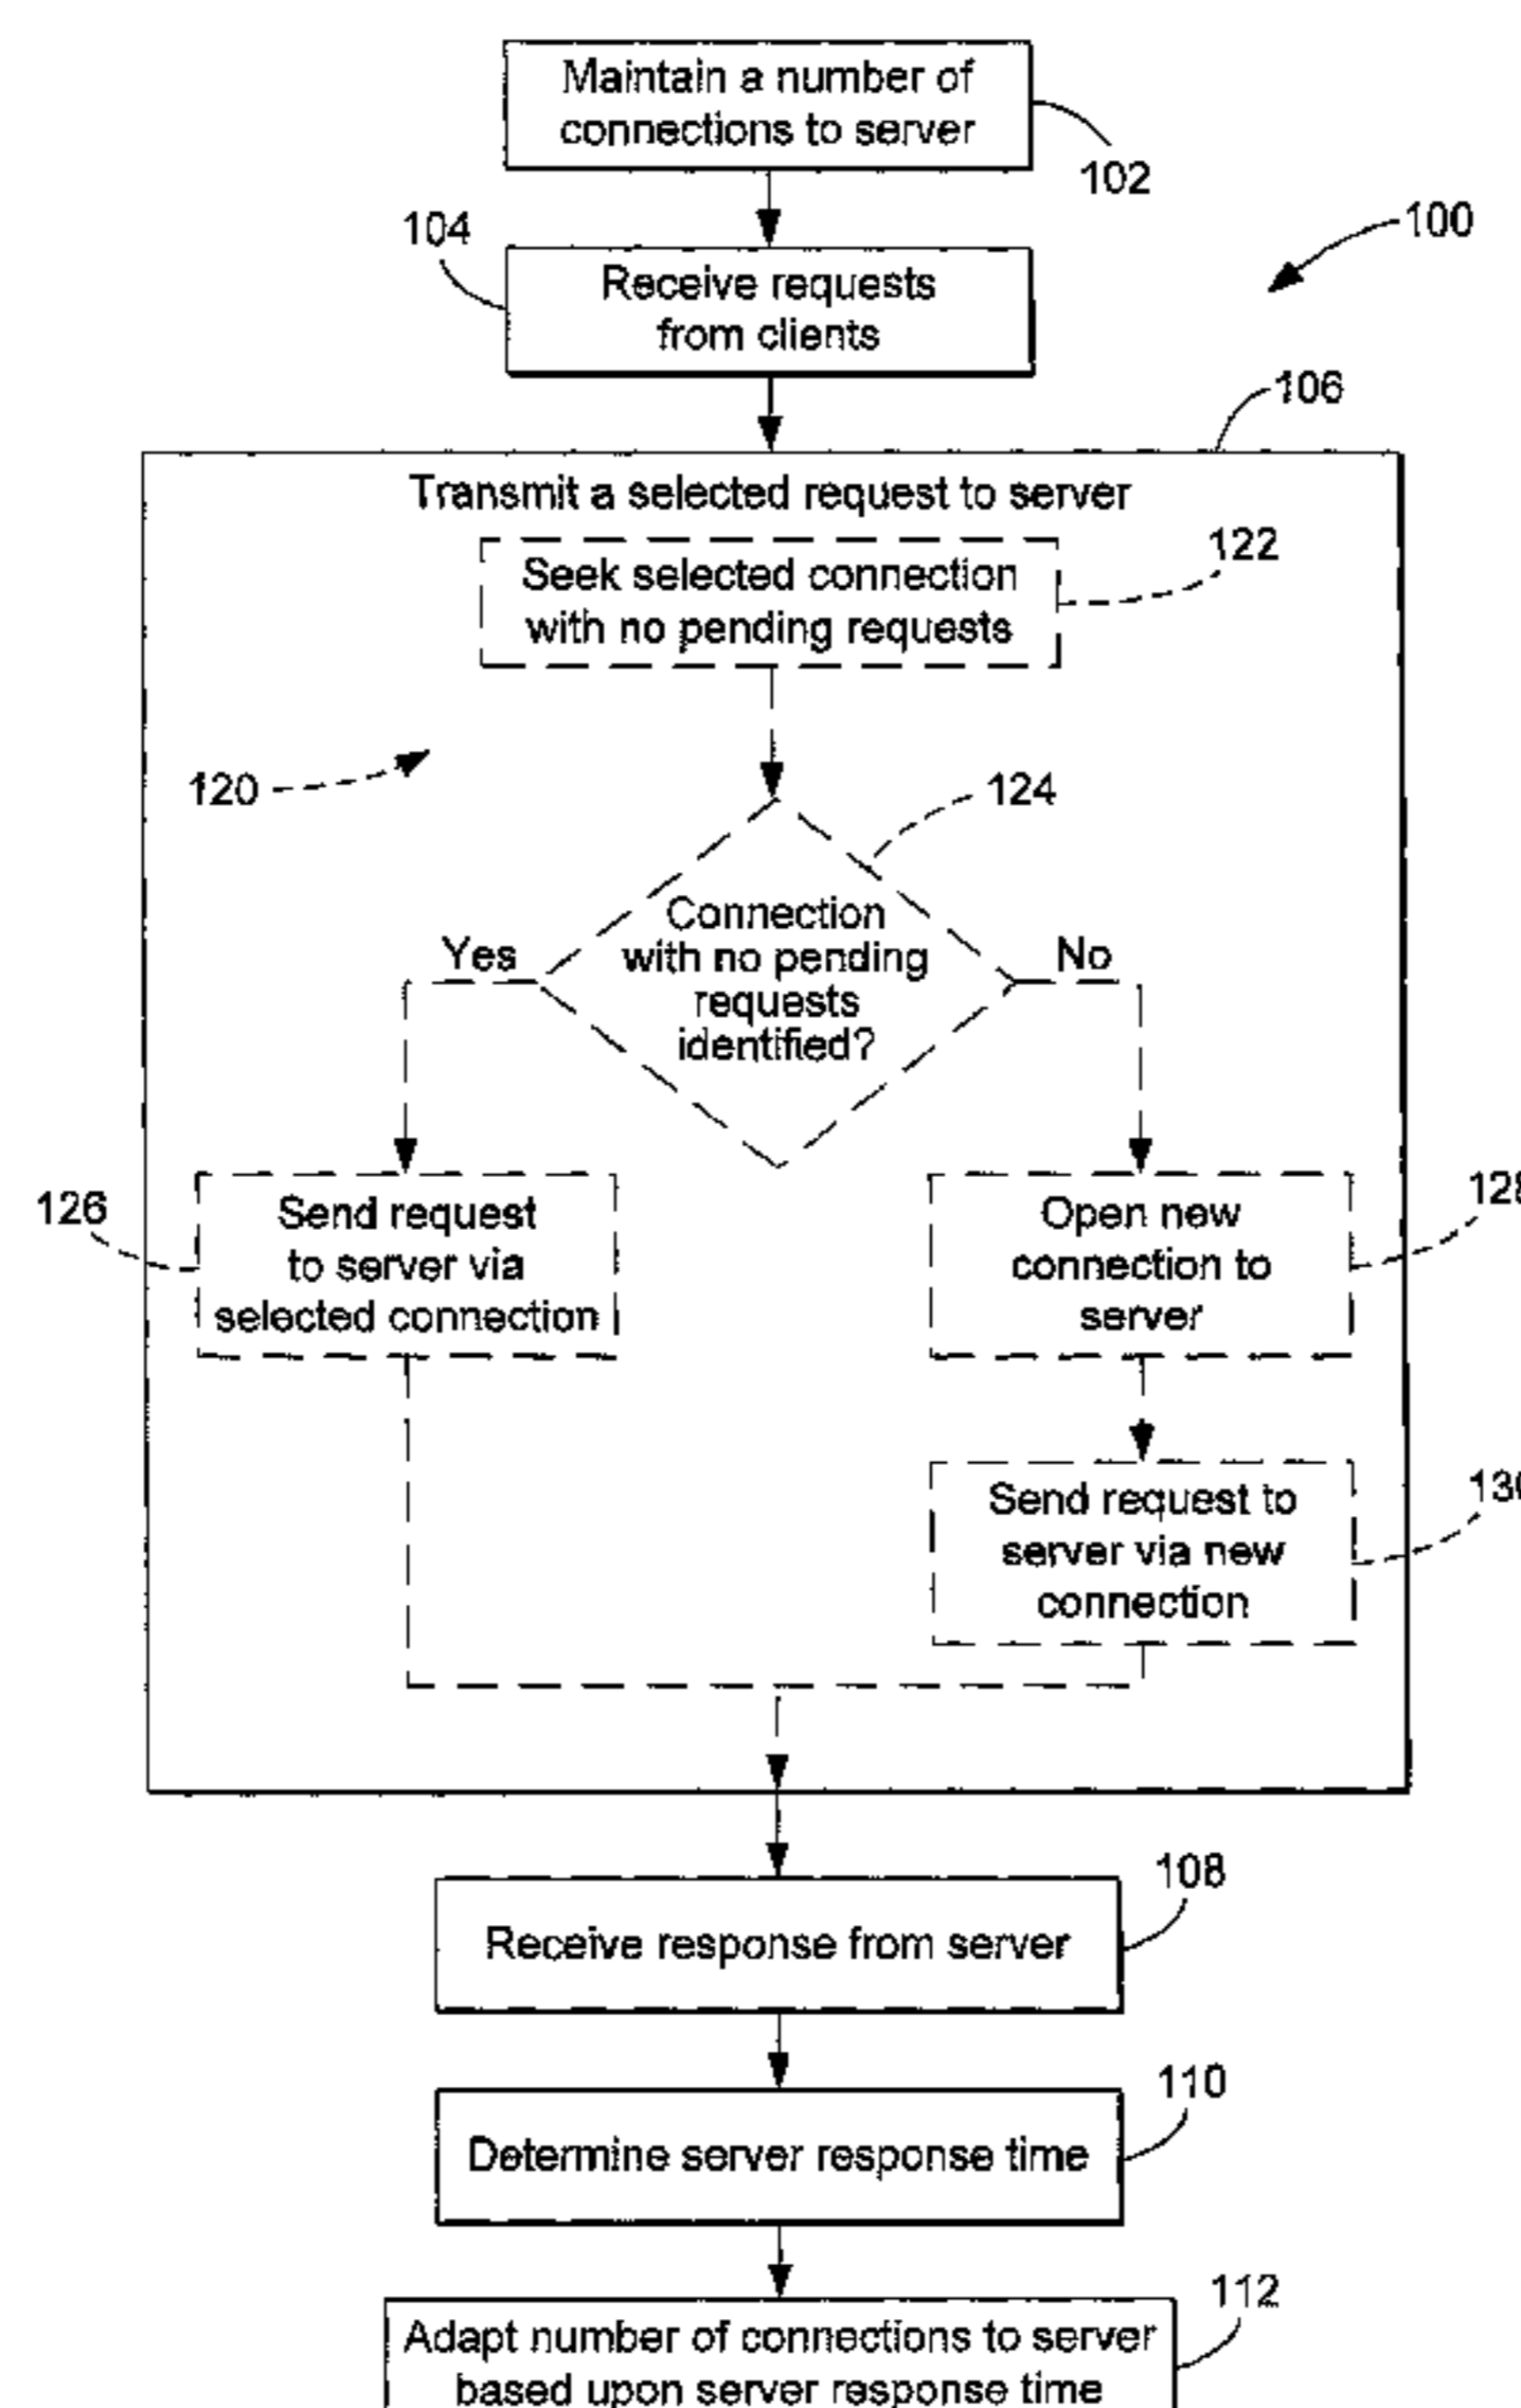 Maintain a number of
connections to server
102
104
100
Receive requests
from clients
106
Transmit a selected request to server
122
Seek selected connection
with no pending requests
120
124
Connection
with no pending
requests
identified?
Yes
No
126
Send request
to server via
selected connection
Open new
connection to
server
128
Send request to
server via new
connection
130
108
Receive response from server
110
Determine server response time
112
Adapt number of connections to server
based upon server response time